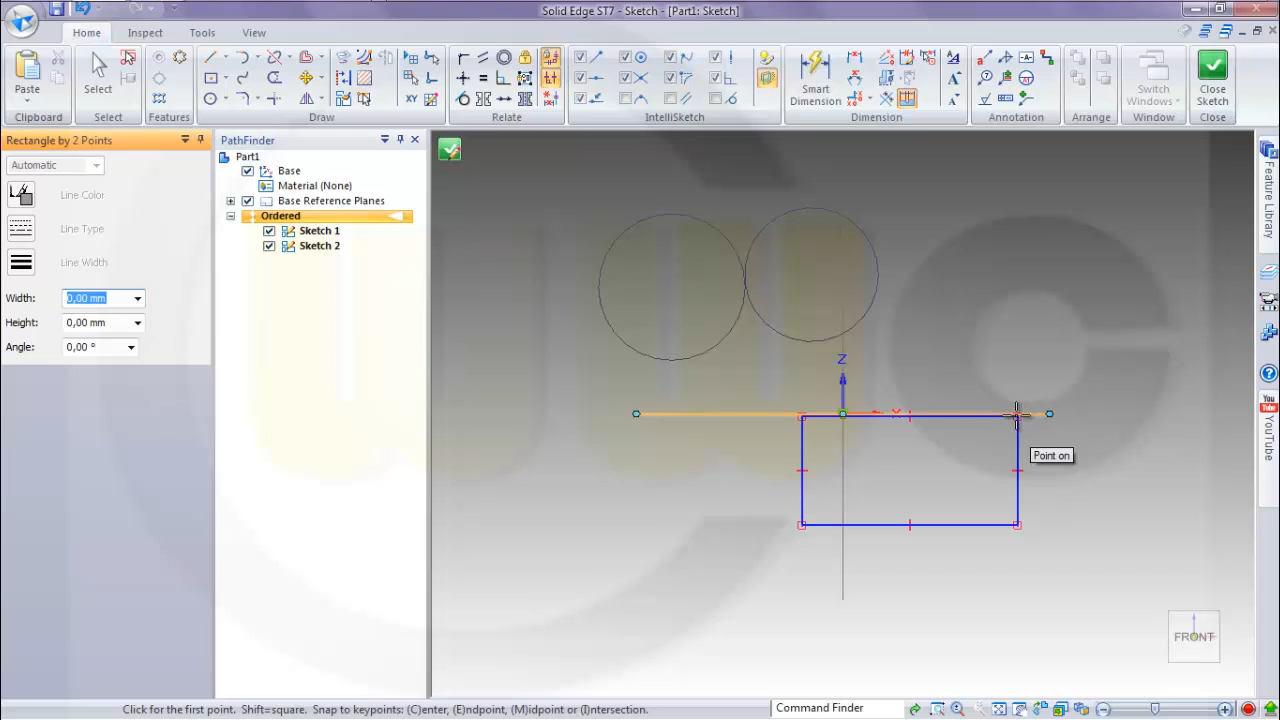 Solid Edge ST7 - Sketch - [Part1: Sketch]
Home
Inspect
Tools
View
Paste
Select
Smart
Dimension
Switch
Windows
Close
Sketch
Clipboard
Select
Features
Draw
Relate
IntelliSketch
Dimension
Annotation
Arrange
Window
Close
Rectangle by 2 Points
Automatic
Line Color
Line Type
Line Width
Width:
0,00 mm
Height:
0,00 mm
Angle:
0,00 °
PathFinder
Part1
Base
Material (None)
Base Reference Planes
Ordered
Sketch 1
Sketch 2
Z
X
Point on
FRONT
Feature Library
You
Tube
YouTube
Click for the first point. Shift=square. Snap to keypoints: (C)enter, (E)ndpoint, (M)idpoint or (I)ntersection.
Command Finder